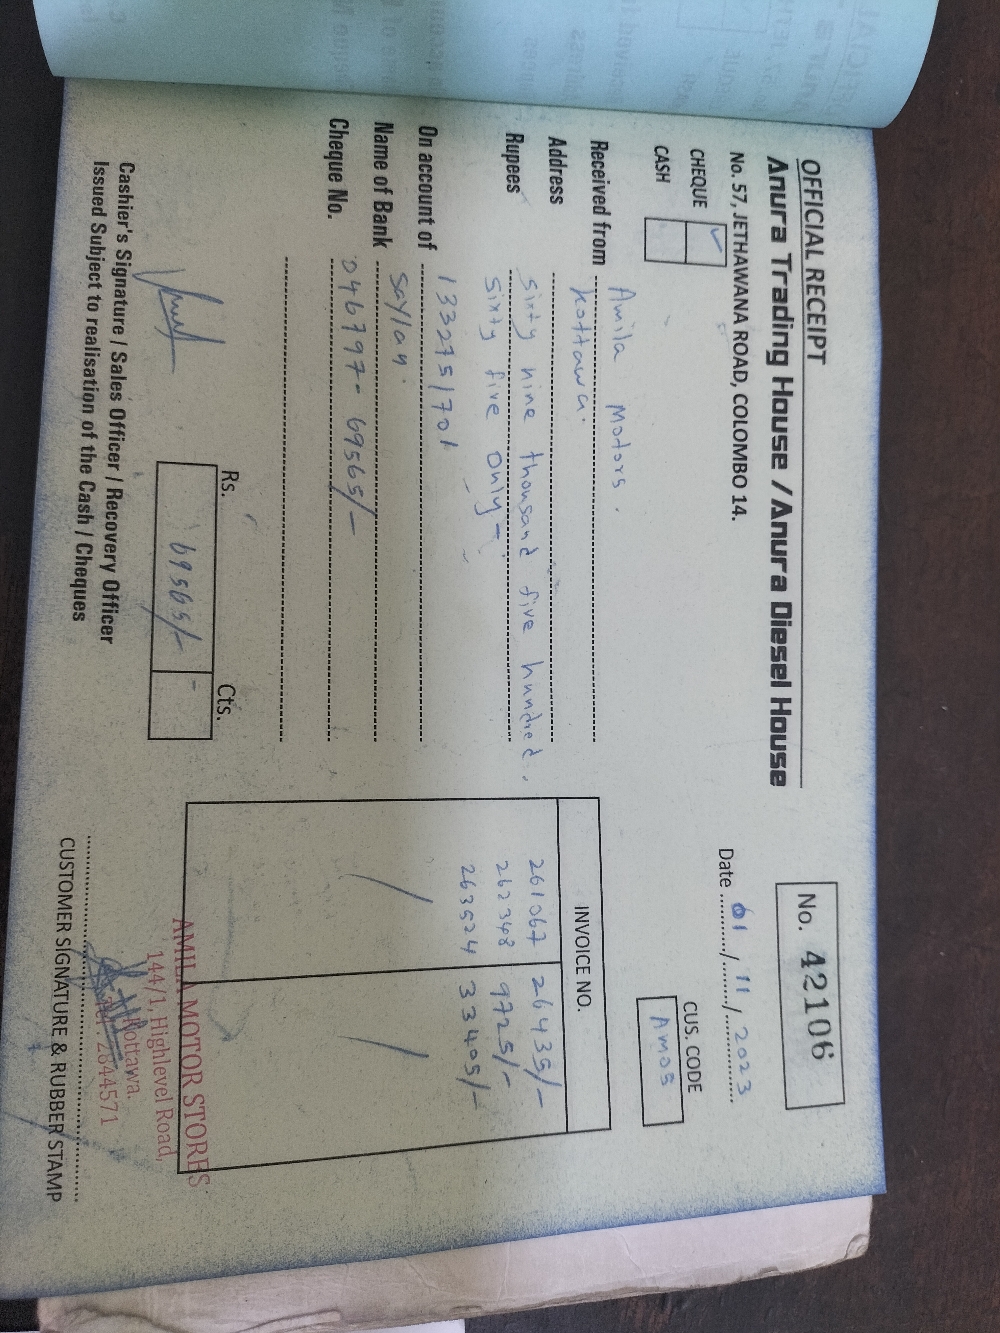 OFFICIAL RECEIPT
Anura Trading House / Anura Diesel House
No. 57, JETHAWANA ROAD, COLOMBO 14.
No. 42106
Date 01 / 11 / 2023
CHEQUE ✓
CASH
CUS. CODE
AM05
Received from Amila Motors.
Address Kottawa.
Rupees sixty nine thousand five hundred
sixty five only –
On account of 133275170
Name of Bank Saylan.
Cheque No. 046797 - 69565/-
INVOICE NO.
261067 26435/-
262348 9725/-
263524 33405/-
Rs. Cts.
69565/- -
Cashier's Signature / Sales Officer / Recovery Officer
Issued Subject to realisation of the Cash / Cheques
AMILA MOTOR STORES
144/1, Highlevel Road,
Kottawa.
2844571
CUSTOMER SIGNATURE & RUBBER STAMP